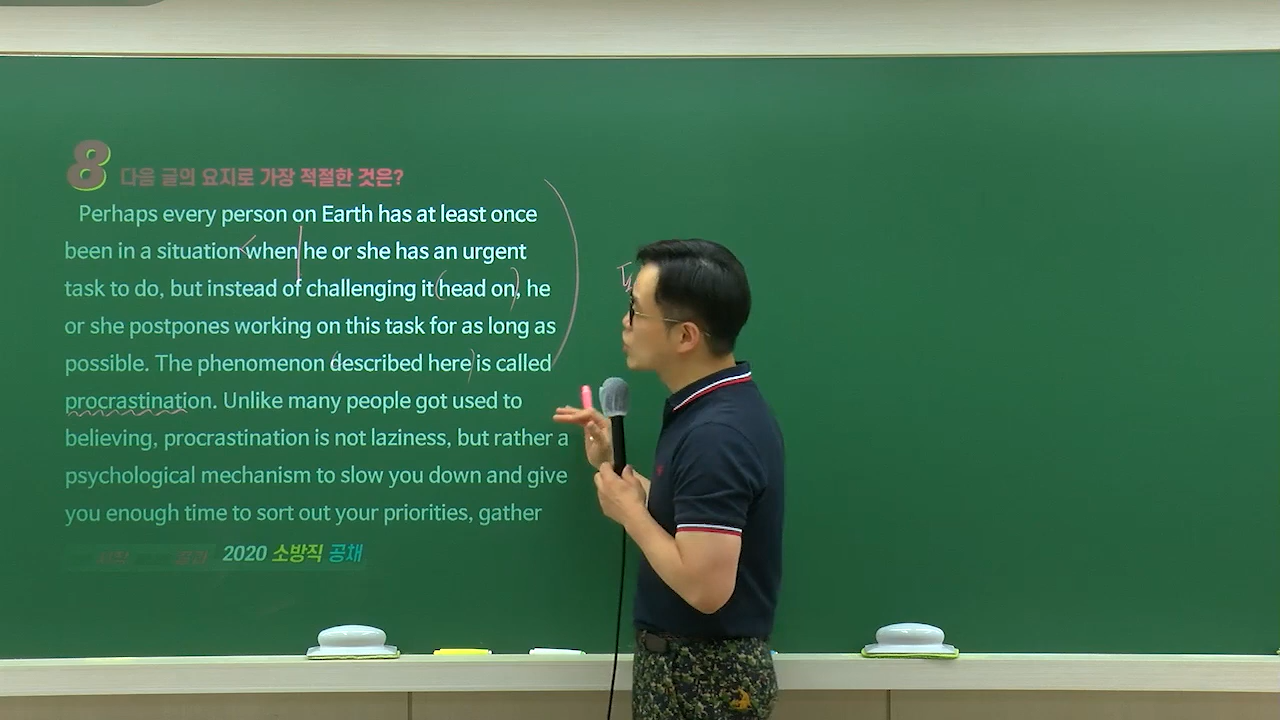 8 다음 글의 요지로 가장 적절한 것은?
Perhaps every person on Earth has at least once
been in a situation when he or she has an urgent
task to do, but instead of challenging it head on, he
or she postpones working on this task for as long as
possible. The phenomenon described here is called
procrastination. Unlike many people got used to
believing, procrastination is not laziness, but rather a
psychological mechanism to slow you down and give
you enough time to sort out your priorities, gather
2020 소방직 공채